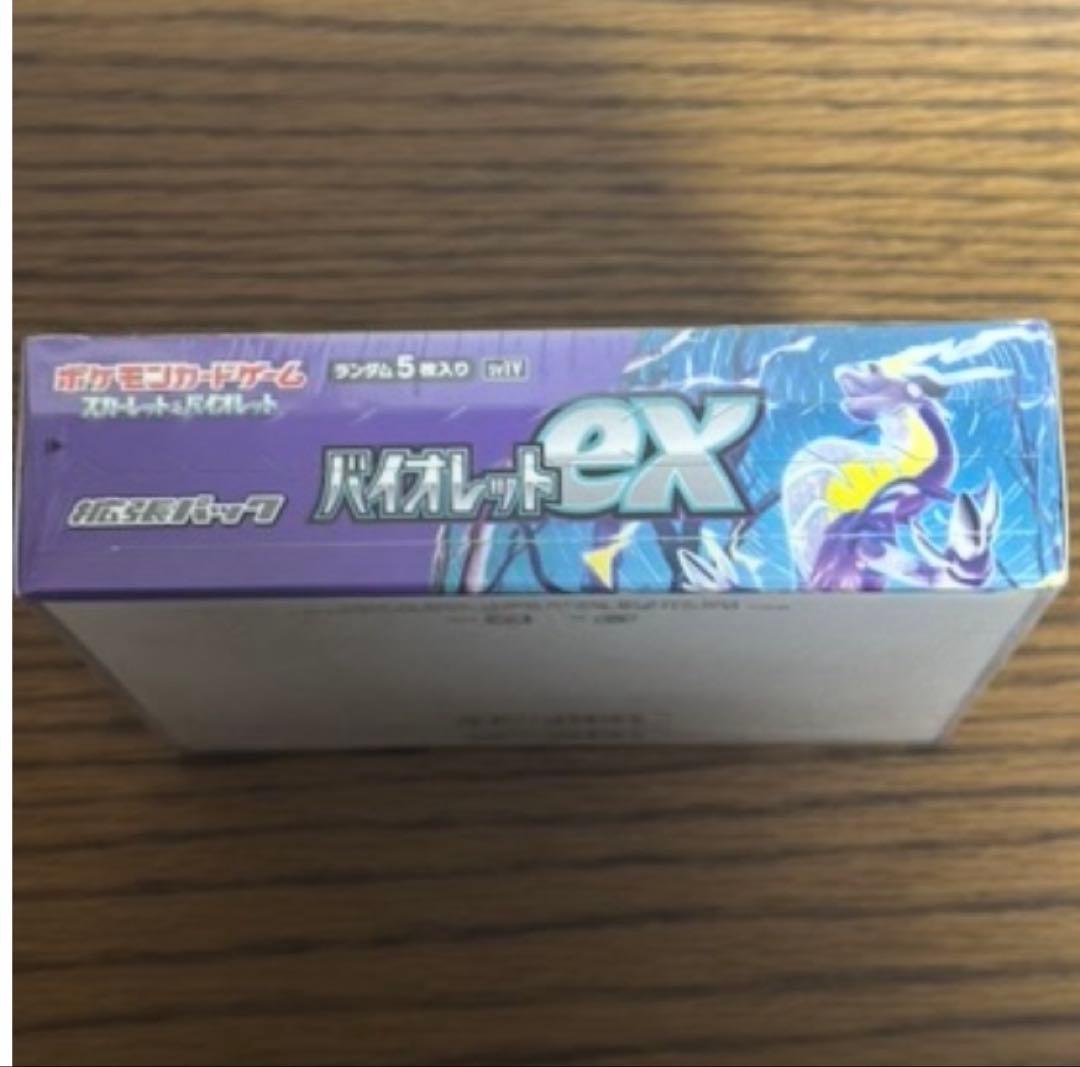 ポケモンカードゲーム
スカーレット&バイオレット
ランダム5枚入り SV1V
バイオレットex
拡張パック